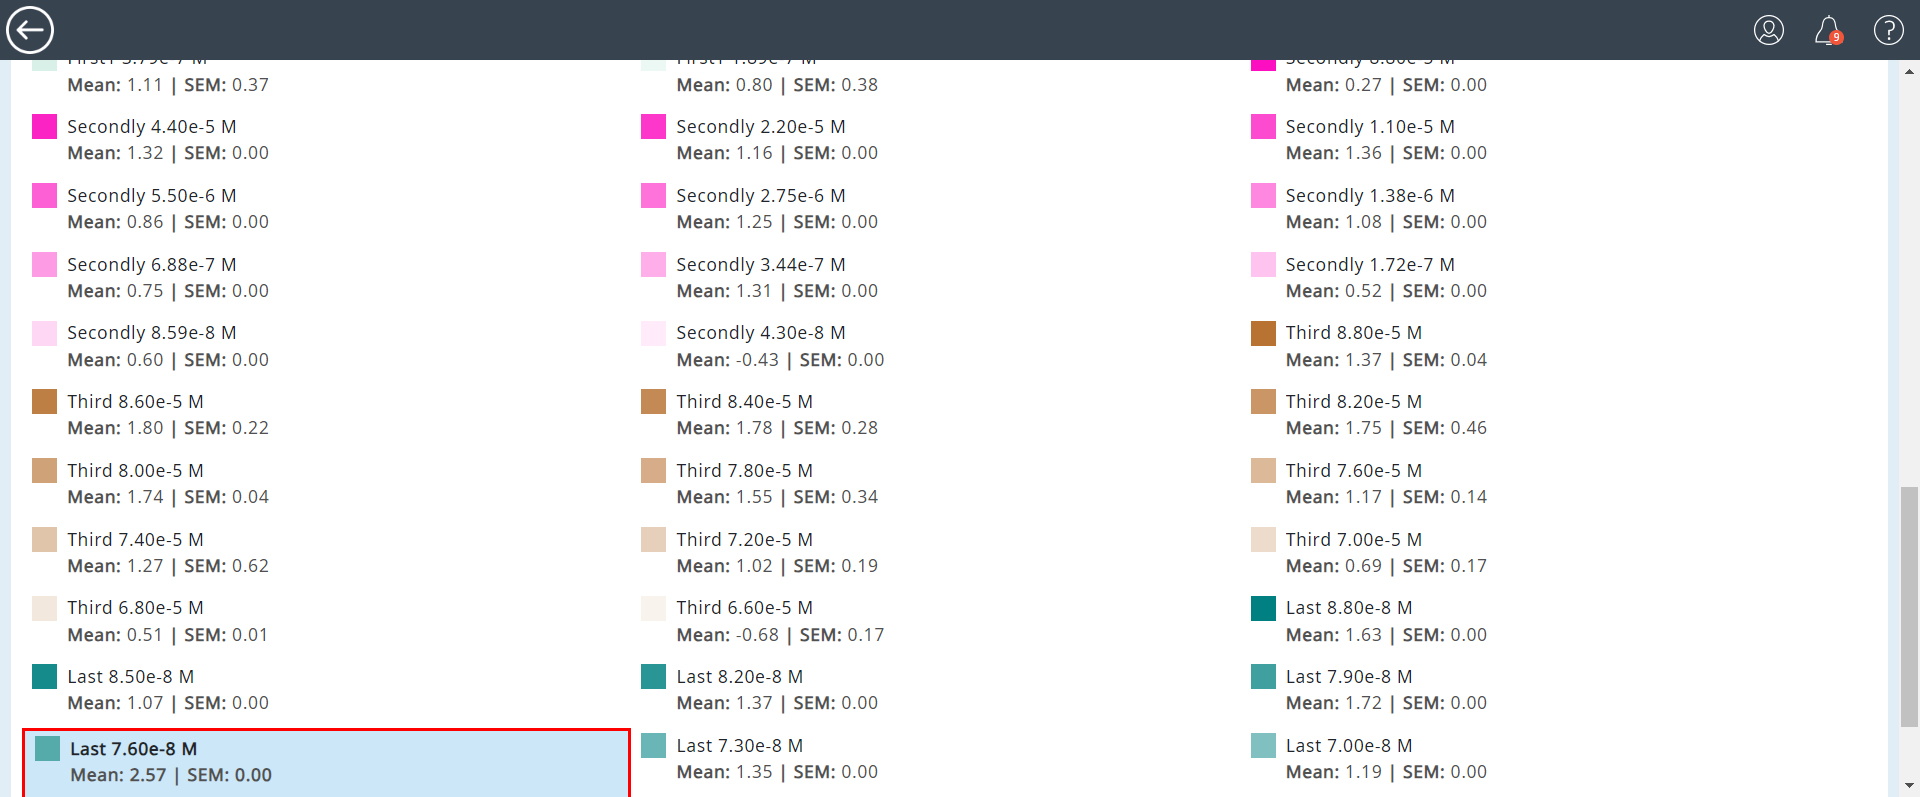 9
?
Mean: 1.11 | SEM: 0.37
Mean: 0.80 | SEM: 0.38
Mean: 0.27 | SEM: 0.00
Secondly 4.40e-5 M
Mean: 1.32 | SEM: 0.00
Secondly 2.20e-5 M
Mean: 1.16 | SEM: 0.00
Secondly 1.10e-5 M
Mean: 1.36 | SEM: 0.00
Secondly 5.50e-6 M
Mean: 0.86 | SEM: 0.00
Secondly 2.75e-6 M
Mean: 1.25 | SEM: 0.00
Secondly 1.38e-6 M
Mean: 1.08 | SEM: 0.00
Secondly 6.88e-7 M
Mean: 0.75 | SEM: 0.00
Secondly 3.44e-7 M
Mean: 1.31 | SEM: 0.00
Secondly 1.72e-7 M
Mean: 0.52 | SEM: 0.00
Secondly 8.59e-8 M
Mean: 0.60 | SEM: 0.00
Secondly 4.30e-8 M
Mean: -0.43 | SEM: 0.00
Third 8.80e-5 M
Mean: 1.37 | SEM: 0.04
Third 8.60e-5 M
Mean: 1.80 | SEM: 0.22
Third 8.40e-5 M
Mean: 1.78 | SEM: 0.28
Third 8.20e-5 M
Mean: 1.75 | SEM: 0.46
Third 8.00e-5 M
Mean: 1.74 | SEM: 0.04
Third 7.80e-5 M
Mean: 1.55 | SEM: 0.34
Third 7.60e-5 M
Mean: 1.17 | SEM: 0.14
Third 7.40e-5 M
Mean: 1.27 | SEM: 0.62
Third 7.20e-5 M
Mean: 1.02 | SEM: 0.19
Third 7.00e-5 M
Mean: 0.69 | SEM: 0.17
Third 6.80e-5 M
Mean: 0.51 | SEM: 0.01
Third 6.60e-5 M
Mean: -0.68 | SEM: 0.17
Last 8.80e-8 M
Mean: 1.63 | SEM: 0.00
Last 8.50e-8 M
Mean: 1.07 | SEM: 0.00
Last 8.20e-8 M
Mean: 1.37 | SEM: 0.00
Last 7.90e-8 M
Mean: 1.72 | SEM: 0.00
Last 7.60e-8 M
Mean: 2.57 | SEM: 0.00
Last 7.30e-8 M
Mean: 1.35 | SEM: 0.00
Last 7.00e-8 M
Mean: 1.19 | SEM: 0.00